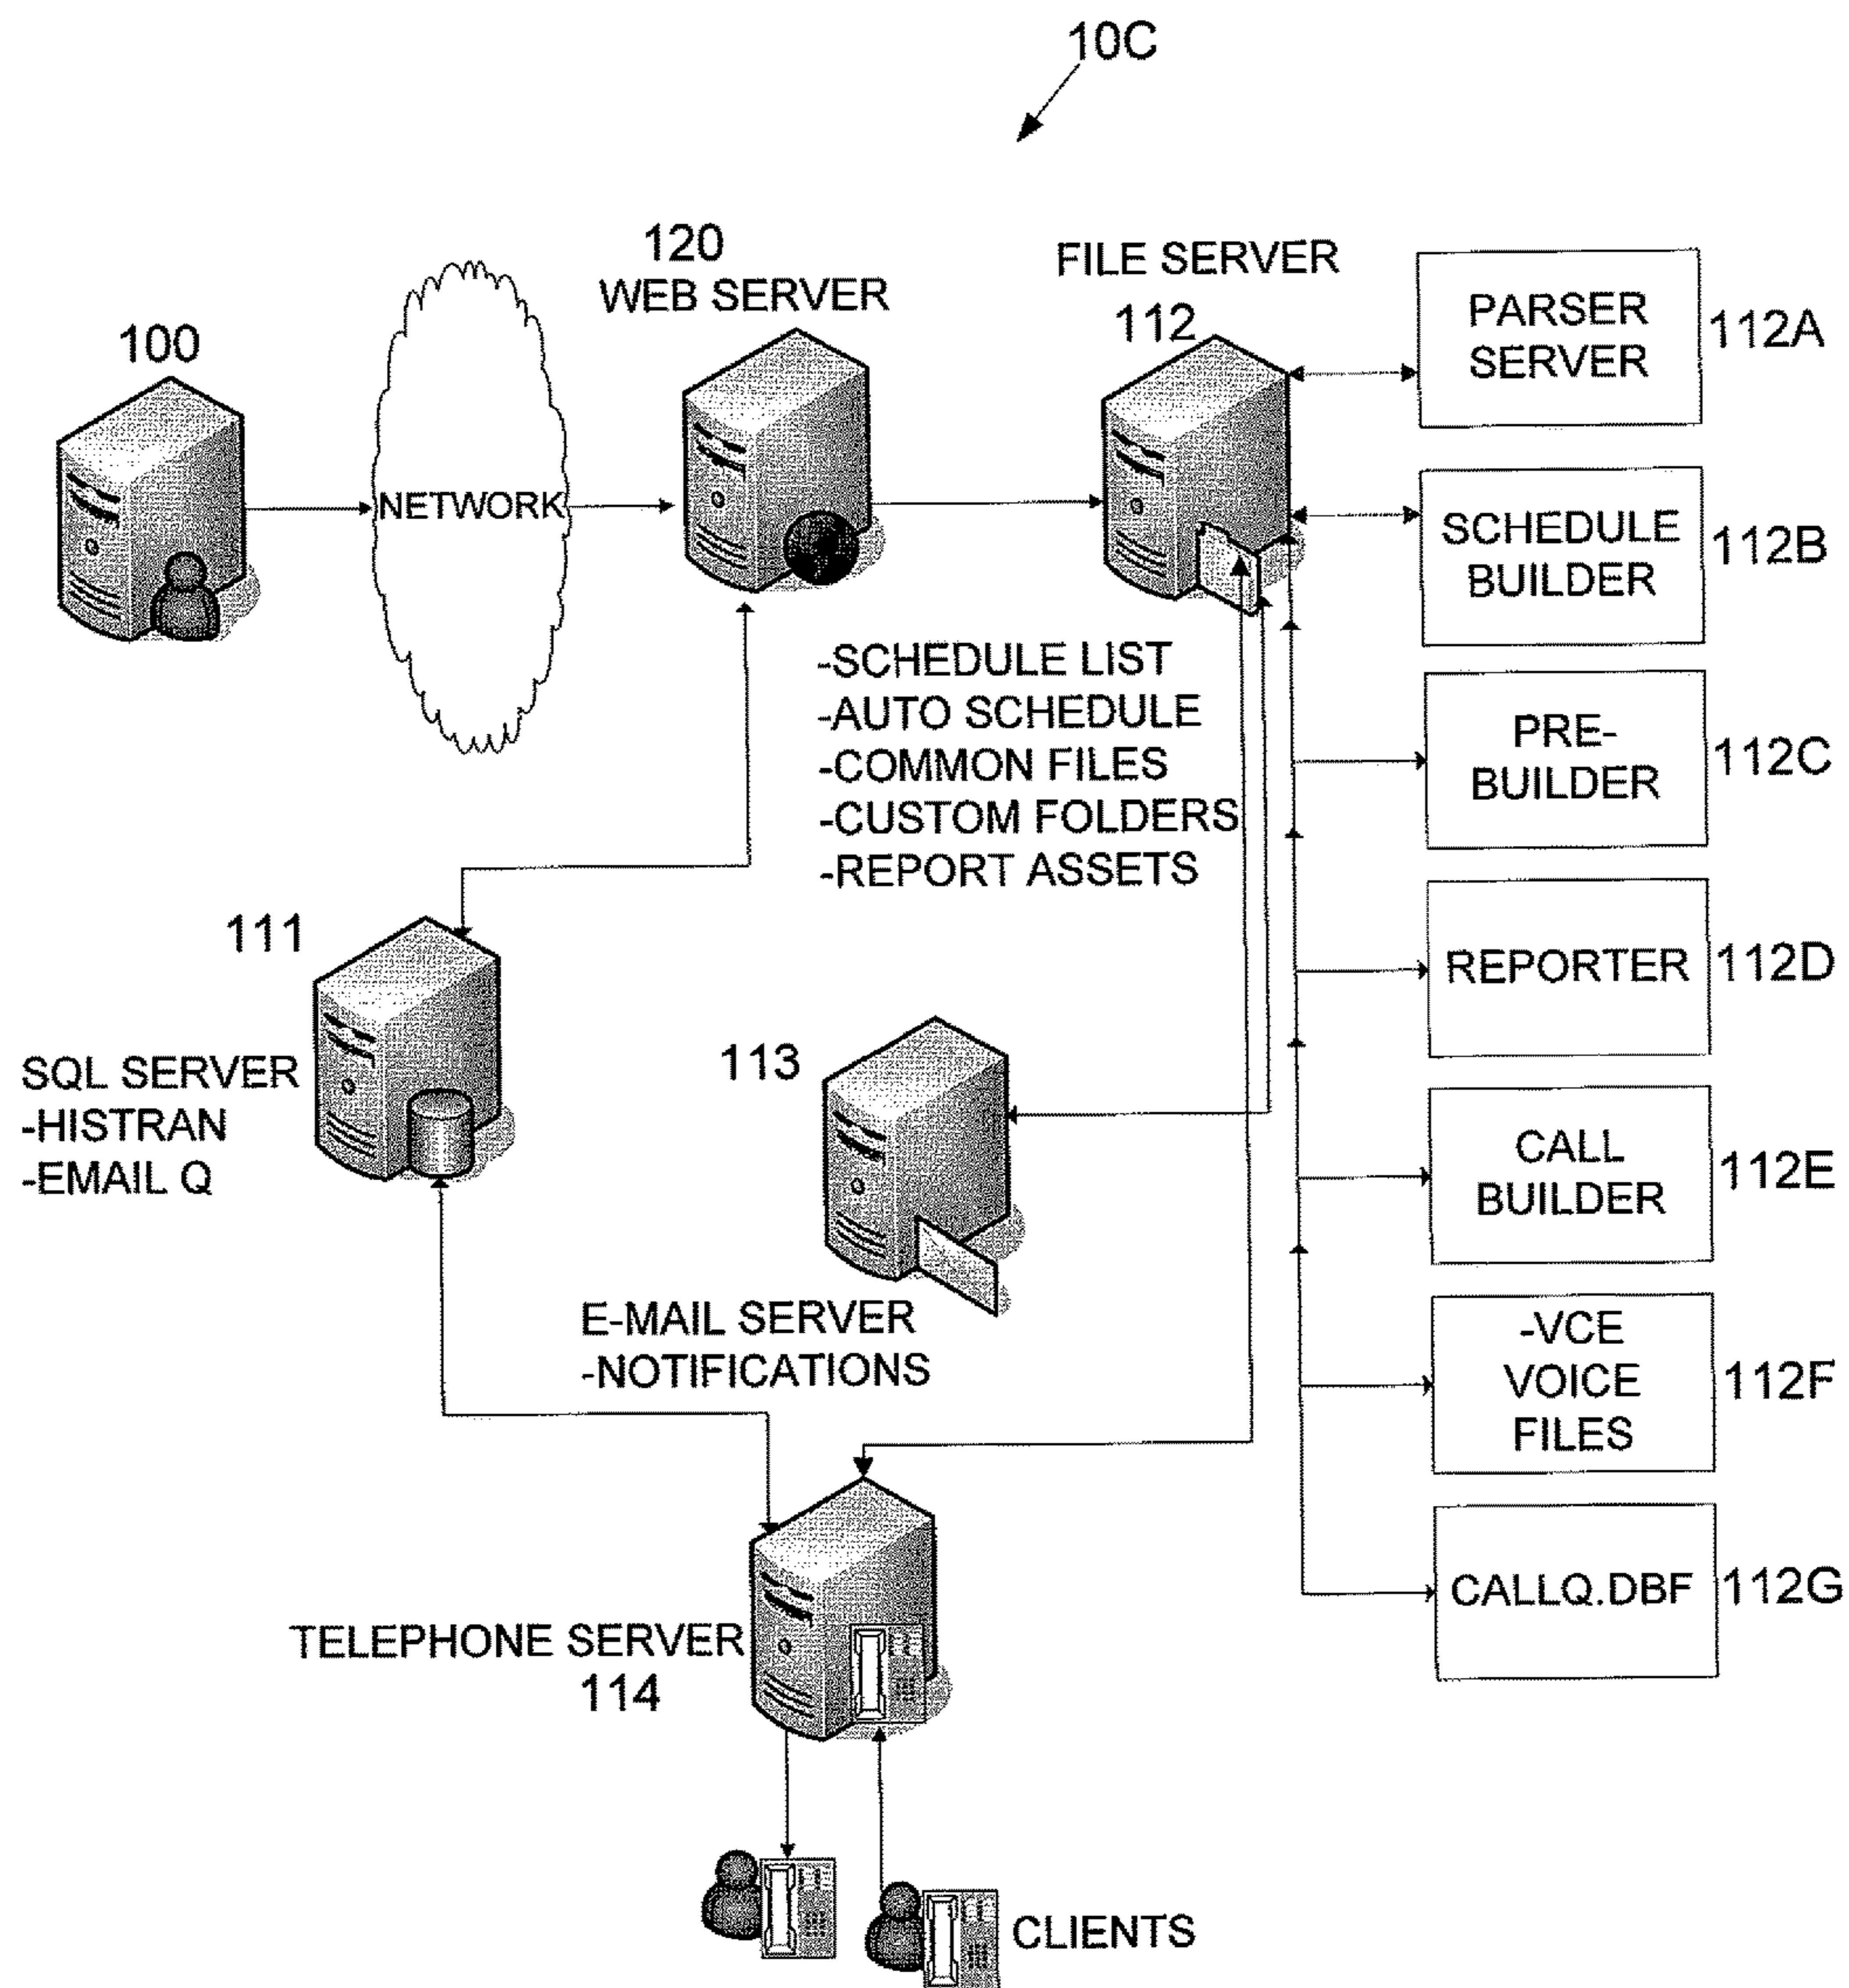 10C
120
WEB SERVER
FILE SERVER
112
100
NETWORK
PARSER
SERVER
112A
SCHEDULE
BUILDER
112B
-SCHEDULE LIST
-AUTO SCHEDULE
-COMMON FILES
-CUSTOM FOLDERS
-REPORT ASSETS
PRE-
BUILDER
112C
111
SQL SERVER
-HISTRAN
-EMAIL Q
113
REPORTER
112D
CALL
BUILDER
112E
E-MAIL SERVER
-NOTIFICATIONS
-VCE
VOICE
FILES
112F
TELEPHONE SERVER
114
CALLQ.DBF
112G
CLIENTS